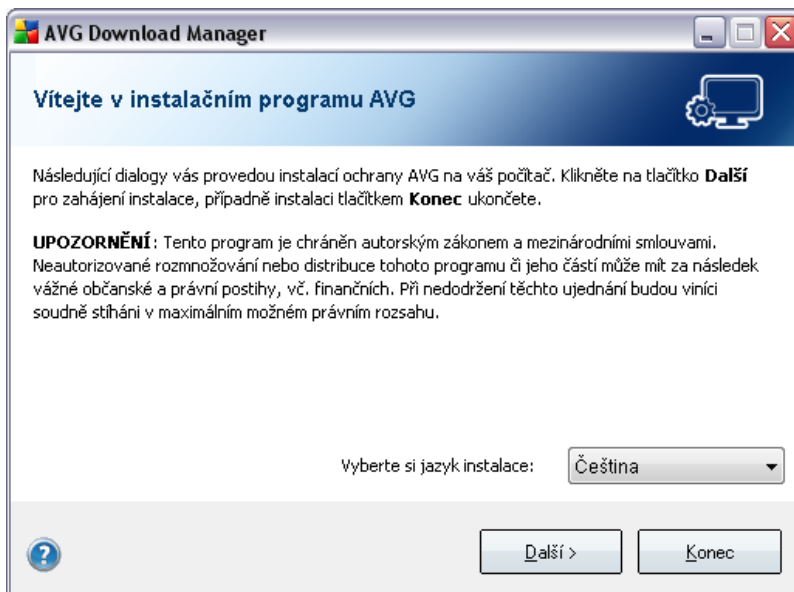 AVG Download Manager
Vítejte v instalačním programu AVG
Následující dialogy vás provedou instalací ochrany AVG na váš počítač. Klikněte na tlačítko Další
pro zahájení instalace, případně instalaci tlačítkem Konec ukončete.
UPOZORNĚNÍ: Tento program je chráněn autorským zákonem a mezinárodními smlouvami.
Neautorizované rozmnožování nebo distribuce tohoto programu či jeho částí může mít za následek
vážné občanské a právní postihy, vč. finančních. Při nedodržení těchto ujednání budou viníci
soudně stíháni v maximálním možném právním rozsahu.
Vyberte si jazyk instalace:
Čeština
Další >
Konec